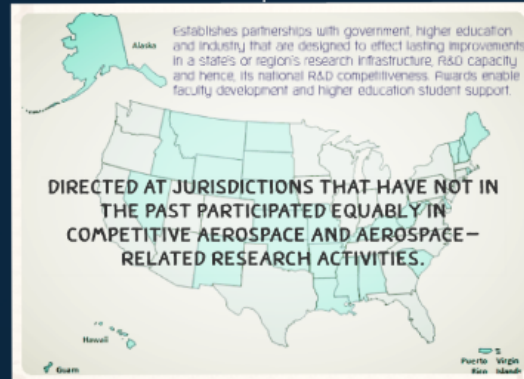 Establishes partnerships with government, higher education
and industry that are designed to effect lasting improvements
in a state's or region's research infrastructure, R&D capacity
and hence, its national R&D competitiveness. Awards enable
faculty development and higher education student support.
Alaska
DIRECTED AT JURISDICTIONS THAT HAVE NOT IN
THE PAST PARTICIPATED EQUABLY IN
COMPETITIVE AEROSPACE AND AEROSPACE-
RELATED RESEARCH ACTIVITIES.
Hawaii
Guam
Puerto Rico
Virgin Islands